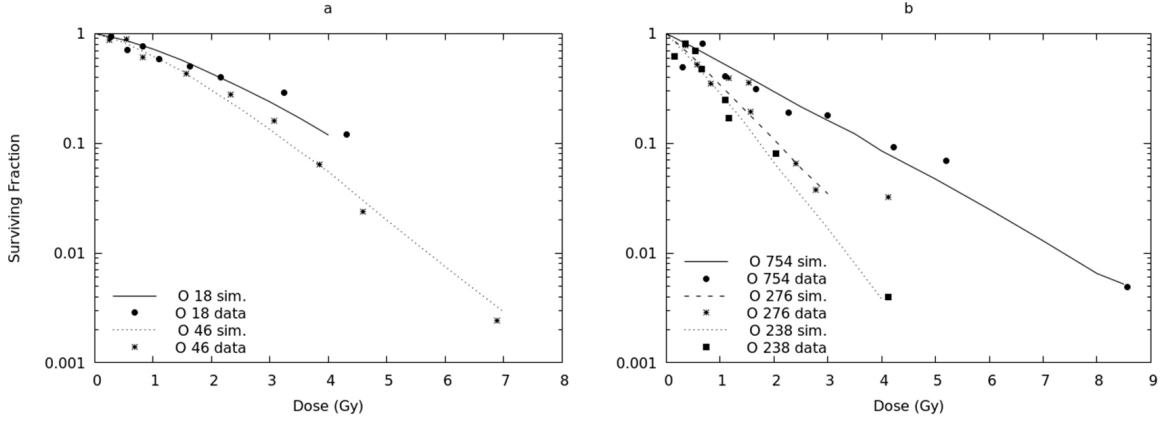 a
1
0.1
0.01
0.001
Surviving Fraction
O 18 sim.
O 18 data
O 46 sim.
O 46 data
0 1 2 3 4 5 6 7 8
Dose (Gy)
b
1
0.1
0.01
0.001
O 754 sim.
O 754 data
O 276 sim.
O 276 data
O 238 sim.
O 238 data
0 1 2 3 4 5 6 7 8 9
Dose (Gy)